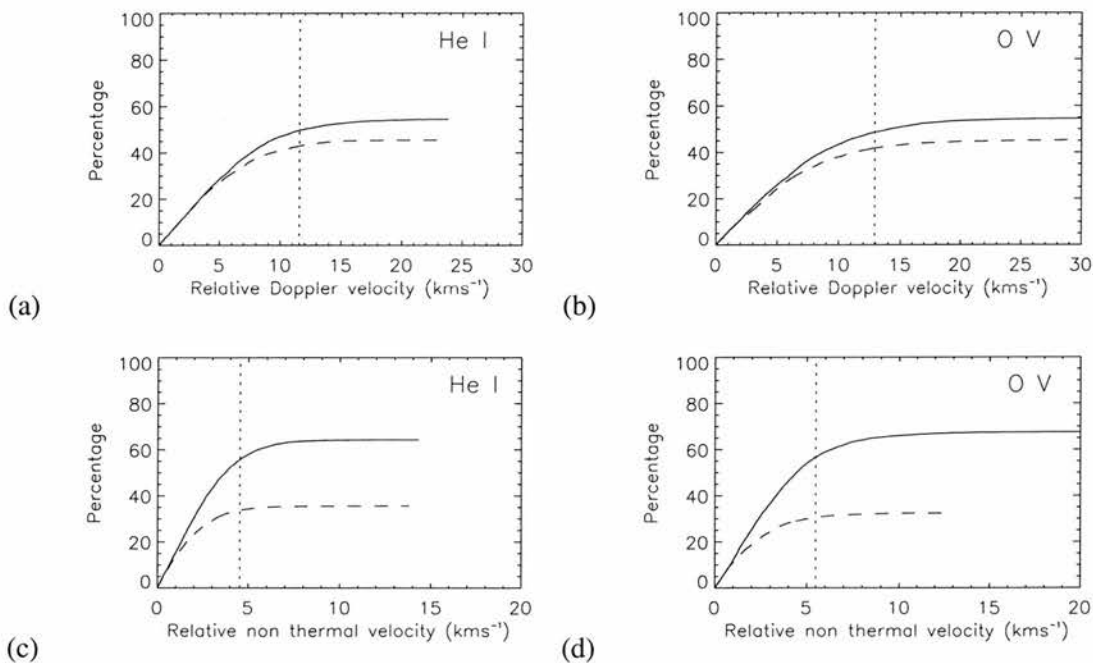 He I
Percentage
100
80
60
40
20
0
0 5 10 15 20 25 30
Relative Doppler velocity (kms⁻¹)
(a)
O V
Percentage
100
80
60
40
20
0
0 5 10 15 20 25 30
Relative Doppler velocity (kms⁻¹)
(b)
He I
Percentage
100
80
60
40
20
0
0 5 10 15 20
Relative non thermal velocity (kms⁻¹)
(c)
O V
Percentage
100
80
60
40
20
0
0 5 10 15 20
Relative non thermal velocity (kms⁻¹)
(d)